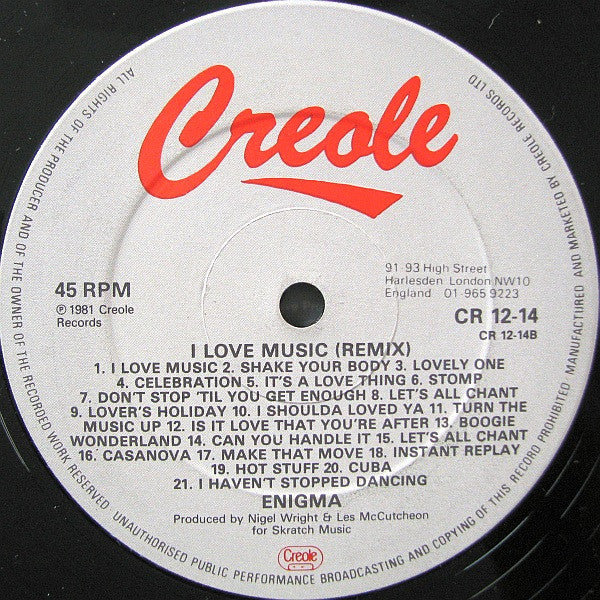 Creole
ALL RIGHTS OF THE PRODUCER AND OF THE OWNER OF THE RECORDED WORK RESERVED
MANUFACTURED AND MARKETED BY CREOLE RECORDS LTD
45 RPM
℗ 1981 Creole
Records
91-93 High Street
Harlesden London NW10
England 01-965 9223
CR 12-14
CR 12-14B
I LOVE MUSIC (REMIX)
1. I LOVE MUSIC 2. SHAKE YOUR BODY 3. LOVELY ONE
4. CELEBRATION 5. IT'S A LOVE THING 6. STOMP
7. DON'T STOP 'TIL YOU GET ENOUGH 8. LET'S ALL CHANT
9. LOVER'S HOLIDAY 10. I SHOULDA LOVED YA 11. TURN THE
MUSIC UP 12. IS IT LOVE THAT YOU'RE AFTER 13. BOOGIE
WONDERLAND 14. CAN YOU HANDLE IT 15. LET'S ALL CHANT
16. CASANOVA 17. MAKE THAT MOVE 18. INSTANT REPLAY
19. HOT STUFF 20. CUBA
21. I HAVEN'T STOPPED DANCING
ENIGMA
Produced by Nigel Wright & Les McCutcheon
for Skratch Music
Creole
UNAUTHORISED PUBLIC PERFORMANCE BROADCASTING AND COPYING OF THIS RECORD PROHIBITED